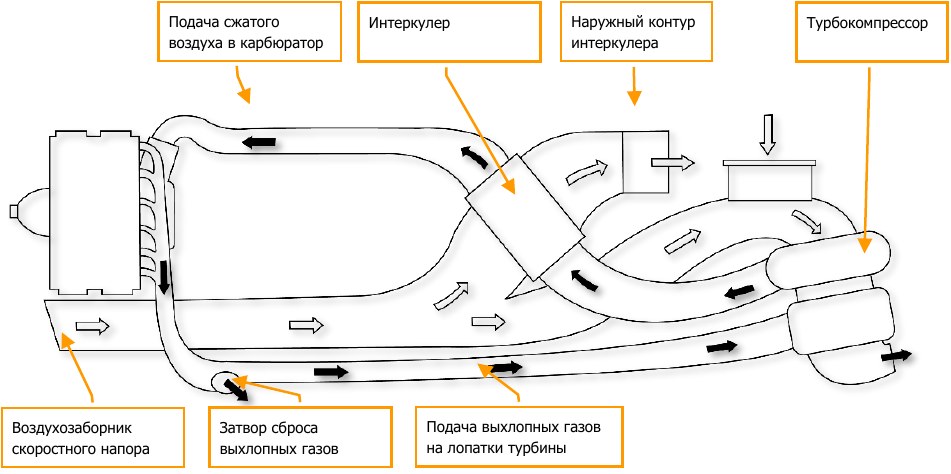 Подача сжатого
воздуха в карбюратор
Интеркулер
Наружный контур
интеркулера
Турбокомпрессор
Воздухозаборник
скоростного напора
Затвор сброса
выхлопных газов
Подача выхлопных газов
на лопатки турбины